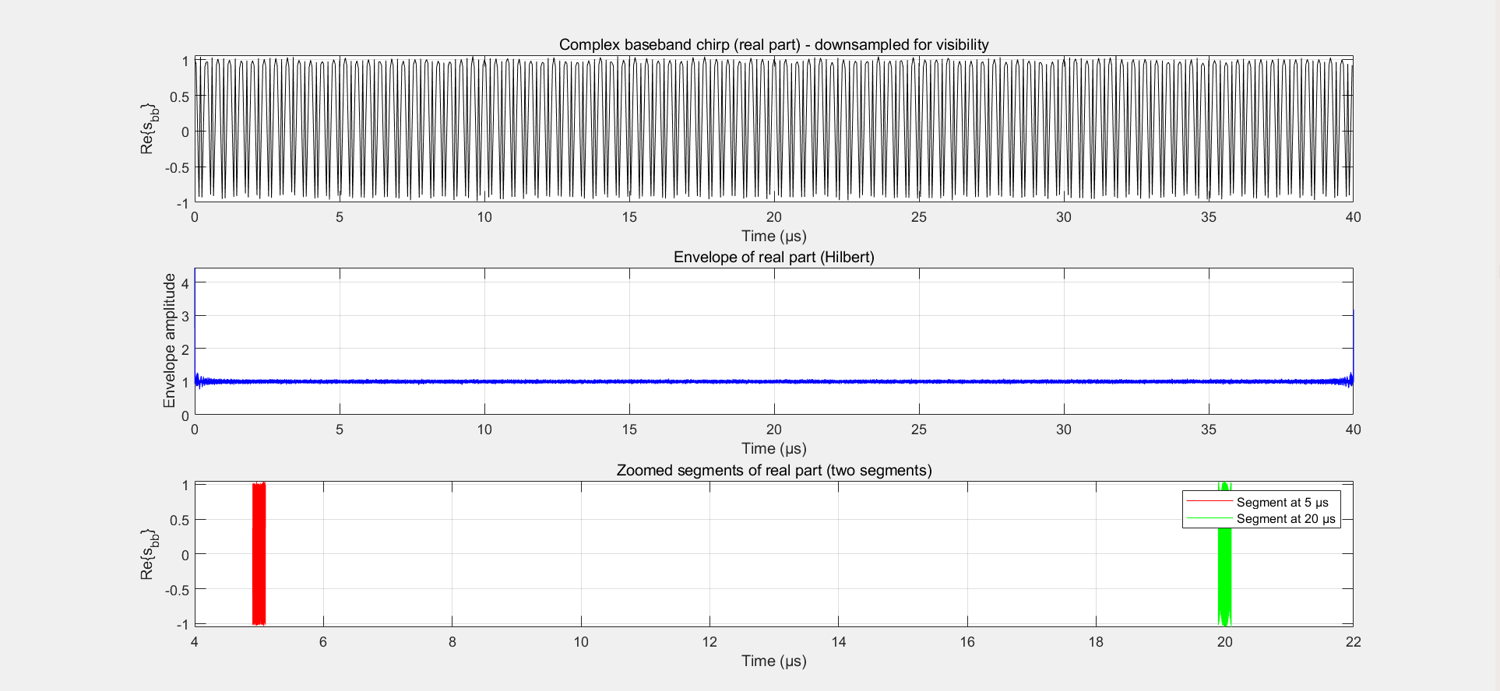 Complex baseband chirp (real part) - downsampled for visibility
Re{s_bb}
1
0.5
0
-0.5
-1
0 5 10 15 20 25 30 35 40
Time (µs)
Envelope of real part (Hilbert)
Envelope amplitude
4
3
2
1
0
0 5 10 15 20 25 30 35 40
Time (µs)
Zoomed segments of real part (two segments)
Re{s_bb}
1
0.5
0
-0.5
-1
Segment at 5 µs
Segment at 20 µs
4 6 8 10 12 14 16 18 20 22
Time (µs)